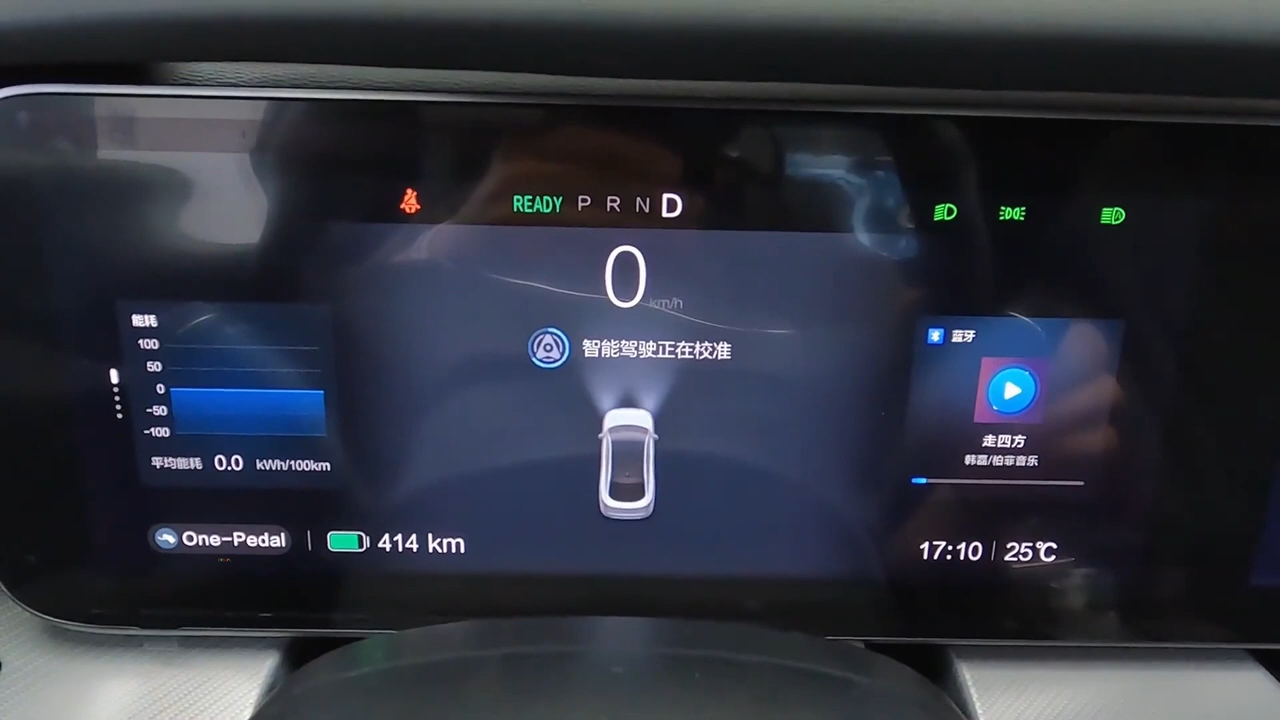 READY P R N D
0
km/h
智能驾驶正在校准
能耗
100
50
0
-50
-100
平均能耗 0.0 kWh/100km
One-Pedal
414 km
蓝牙
走四方
韩磊/柏菲音乐
17:10 25℃